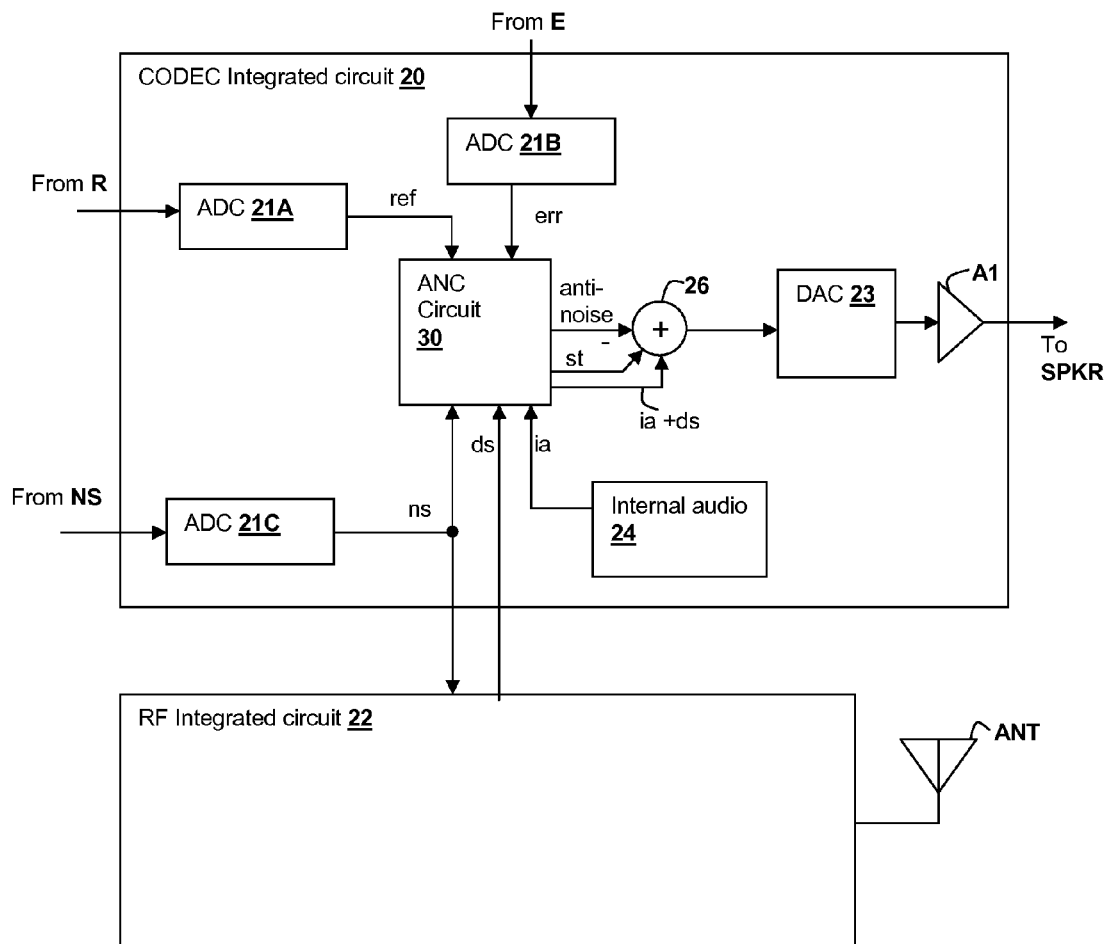 From E
CODEC Integrated circuit 20
ADC 21B
From R
ADC 21A
ref
err
ANC
Circuit
30
anti-
noise
-
st
26
+
DAC 23
A1
To
SPKR
ia +ds
ds
ia
From NS
ADC 21C
ns
Internal audio
24
RF Integrated circuit 22
ANT